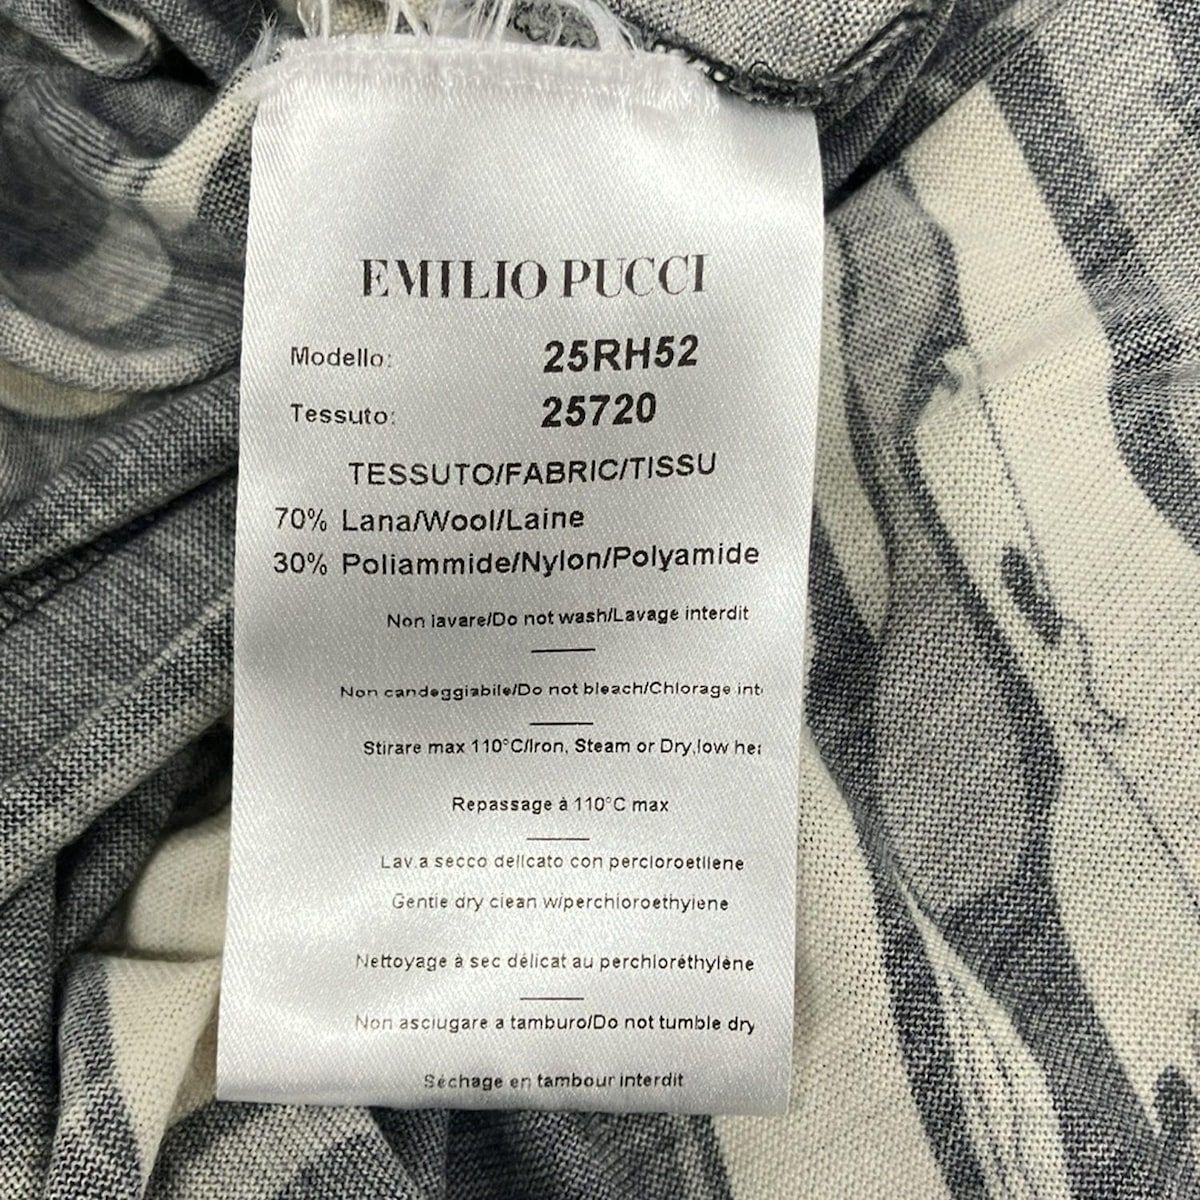 EMILIO PUCCI
Modello: 25RH52
Tessuto: 25720
TESSUTO/FABRIC/TISSU
70% Lana/Wool/Laine
30% Poliammide/Nylon/Polyamide
Non lavare/Do not wash/Lavage interdit
Non candeggiabile/Do not bleach/Chlorage int
Stirare max 110°C/Iron, Steam or Dry,low hea
Repassage à 110°C max
Lav.a secco delicato con percloroetilene
Gentle dry clean w/perchloroethylene
Nettoyage à sec délicat au perchloréthylène
Non asciugare a tamburo/Do not tumble dry
Séchage en tambour interdit